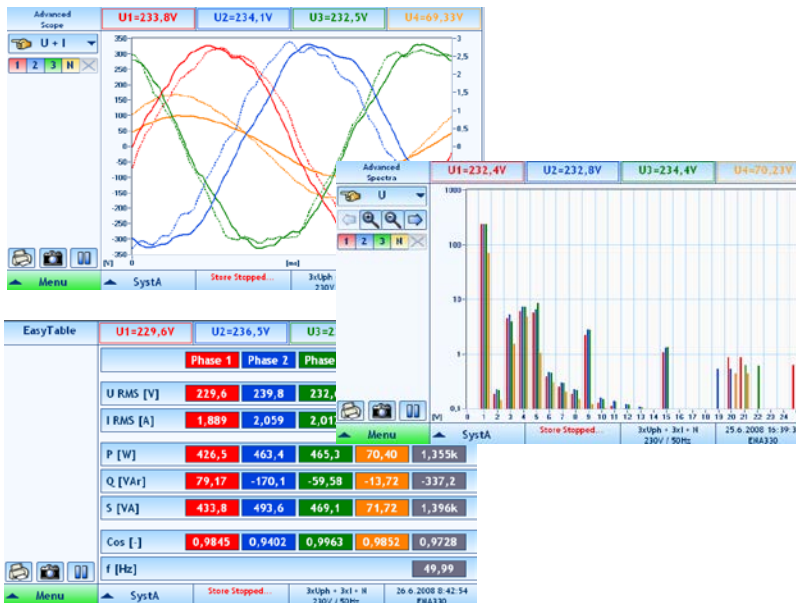 Advanced Scope U1=233,8V U2=234,1V U3=232,5V U4=69,33V
U + I
1 2 3 N
350 300 250 200 150 100 50 0 -50 -100 -150 -200 -250 -300 -350
3 2,5 2 1,5 1 0,5 0
[V] 0 [ms]
Menu SystA Store Stopped... 3xUph
230V
Advanced Spectra U1=232,4V U2=232,8V U3=234,4V U4=70,23V
U
1 2 3 N
1000 100 10 1 0,1
[V] 0 1 2 3 4 5 6 7 8 9 10 11 12 13 14 15 16 17 18 19 20 21 22 23 24
Menu SystA Store Stopped... 3xUph + 3xI + N 25.6.2008 16:39:3
230V / 50Hz ENA330
EasyTable U1=229,6V U2=236,5V U3=2
Phase 1 Phase 2 Phase
U RMS [V] 229,6 239,8 232,
I RMS [A] 1,889 2,059 2,01
P [W] 426,5 463,4 465,3 70,40 1,355k
Q [VAr] 79,17 -170,1 -59,58 -13,72 -337,2
S [VA] 433,8 493,6 469,1 71,72 1,396k
Cos [-] 0,9845 0,9402 0,9963 0,9852 0,9728
f [Hz] 49,99
Menu SystA Store Stopped... 3xUph + 3xI + N 26.6.2008 8:42:54
230V / 50Hz ENA330